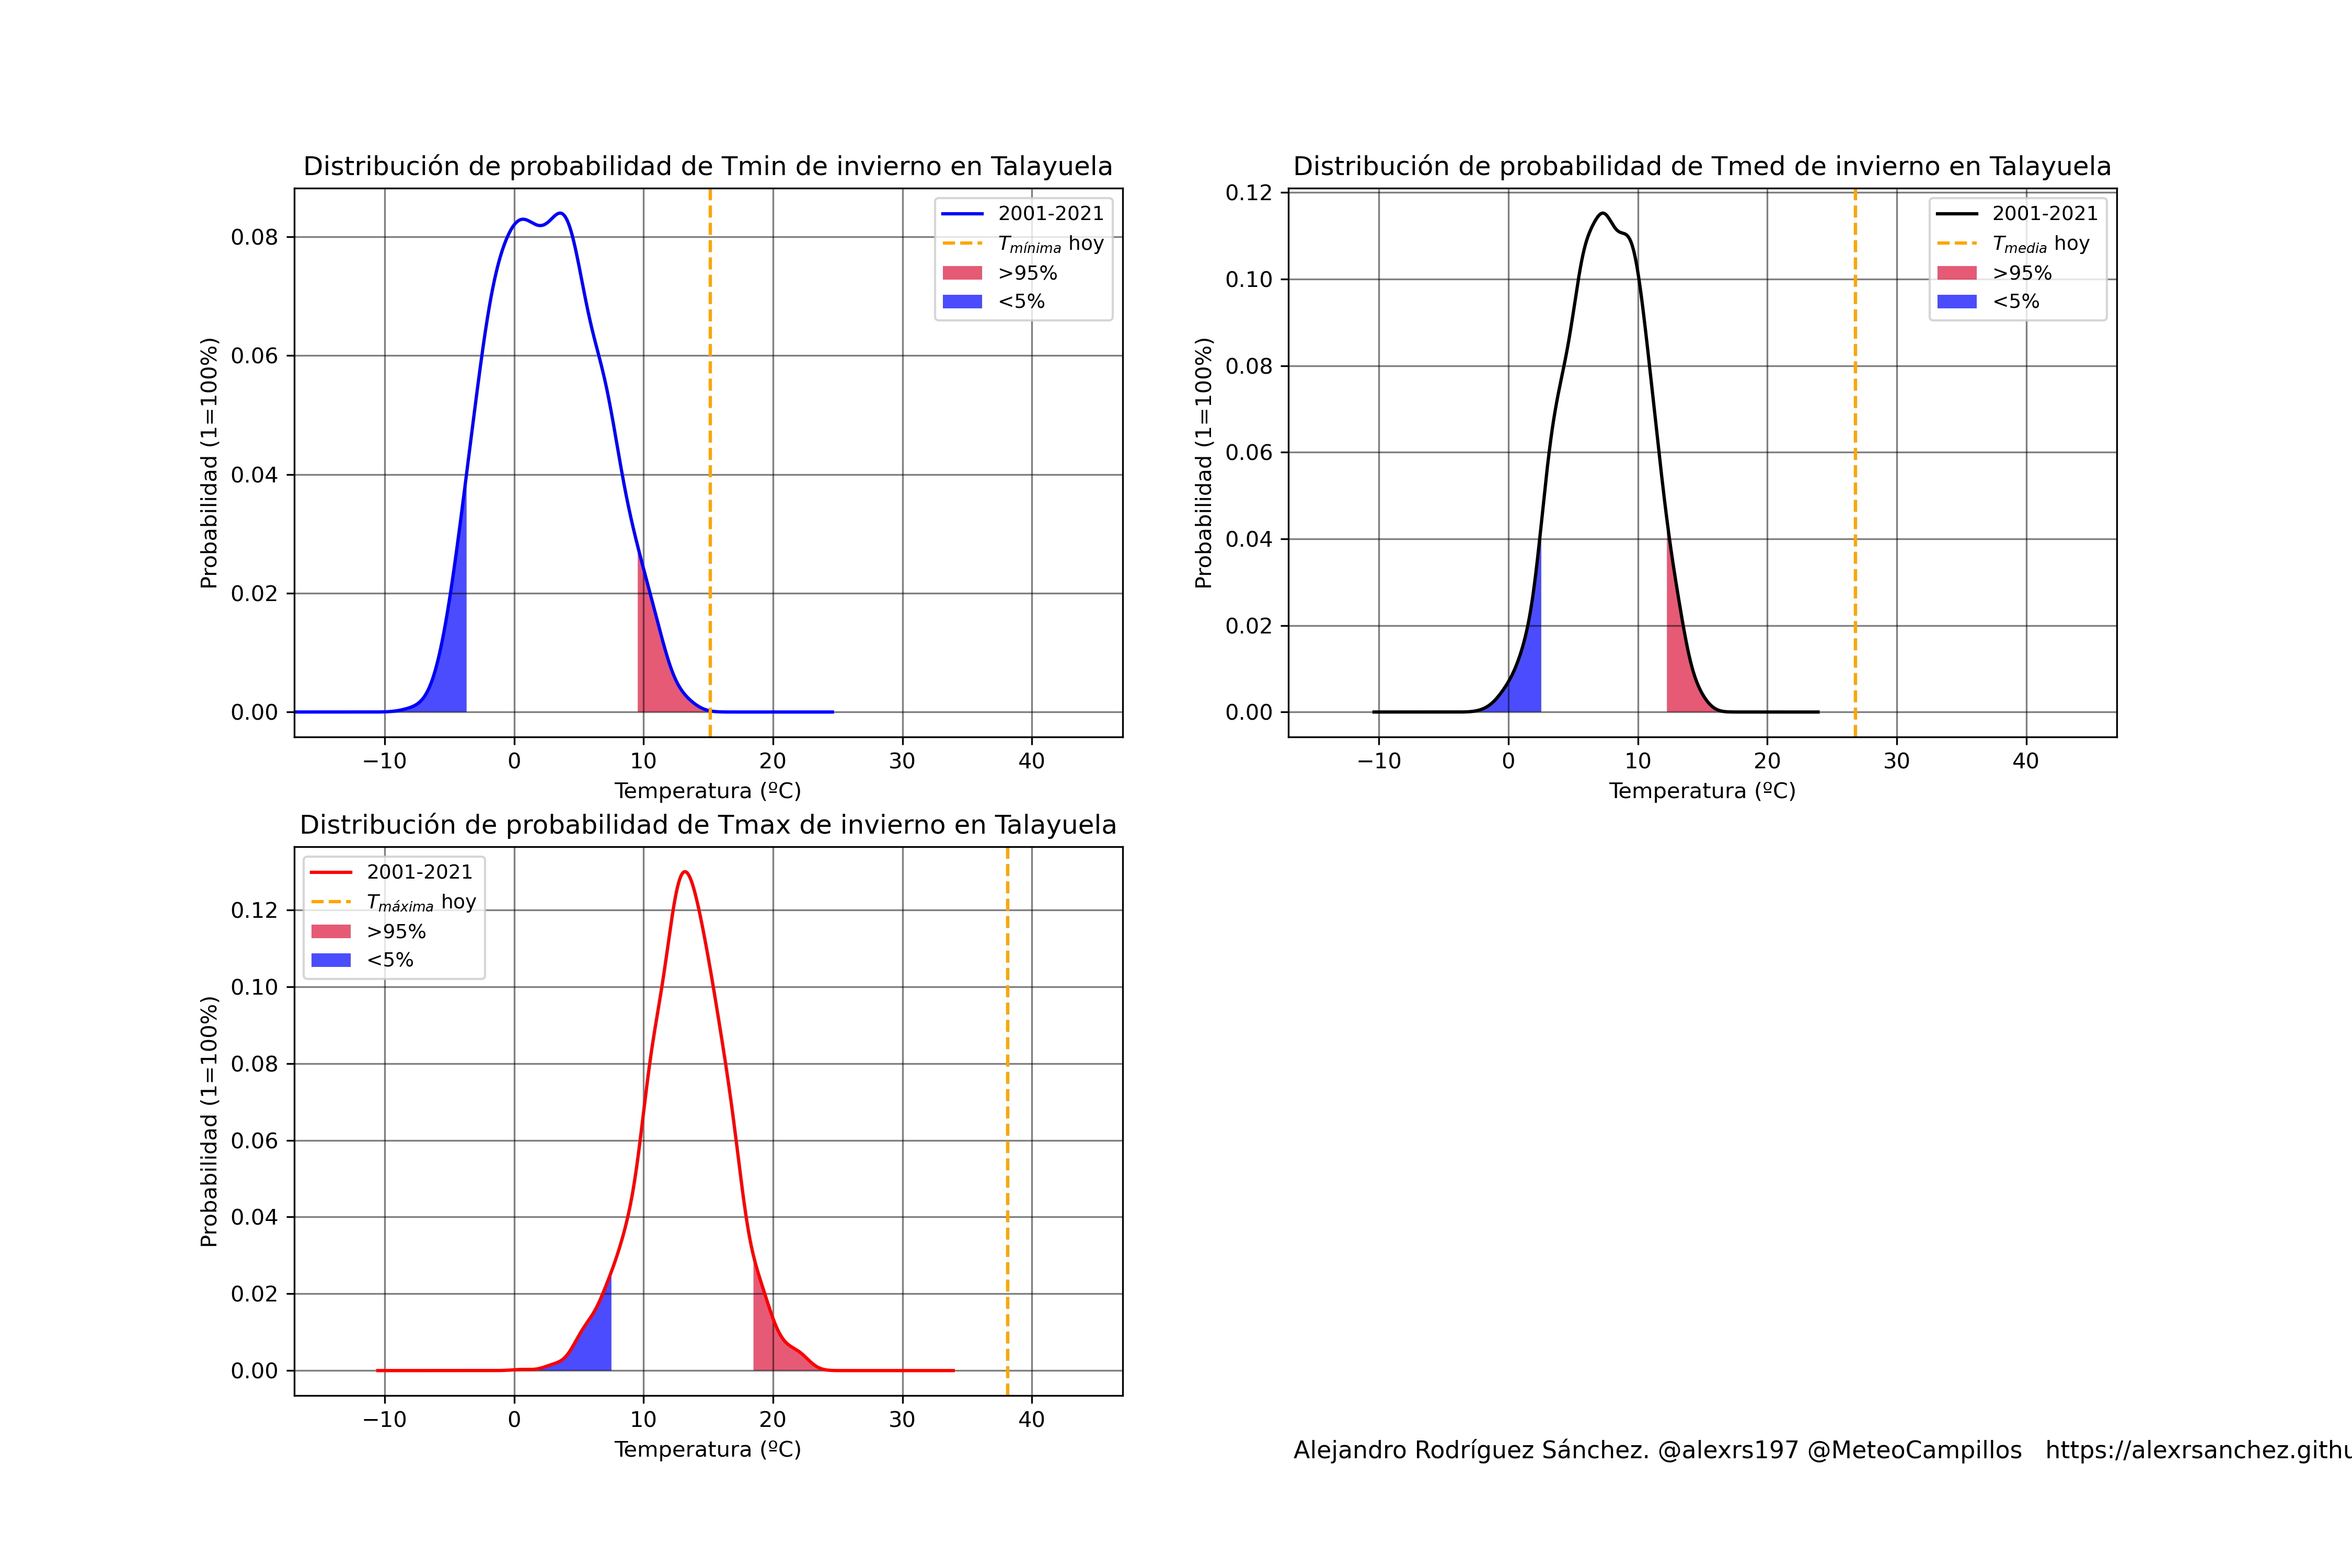 Distribución de probabilidad de Tmin de invierno en Talayuela
0.08
0.06
0.04
0.02
0.00
Probabilidad (1=100%)
2001-2021
Tmínima hoy
>95%
<5%
−10 0 10 20 30 40
Temperatura (ºC)
Distribución de probabilidad de Tmed de invierno en Talayuela
0.12
0.10
0.08
0.06
0.04
0.02
0.00
Probabilidad (1=100%)
2001-2021
Tmedia hoy
>95%
<5%
−10 0 10 20 30 40
Temperatura (ºC)
Distribución de probabilidad de Tmax de invierno en Talayuela
0.12
0.10
0.08
0.06
0.04
0.02
0.00
Probabilidad (1=100%)
2001-2021
Tmáxima hoy
>95%
<5%
−10 0 10 20 30 40
Temperatura (ºC)
Alejandro Rodríguez Sánchez. @alexrs197 @MeteoCampillos https://alexrsanchez.githu